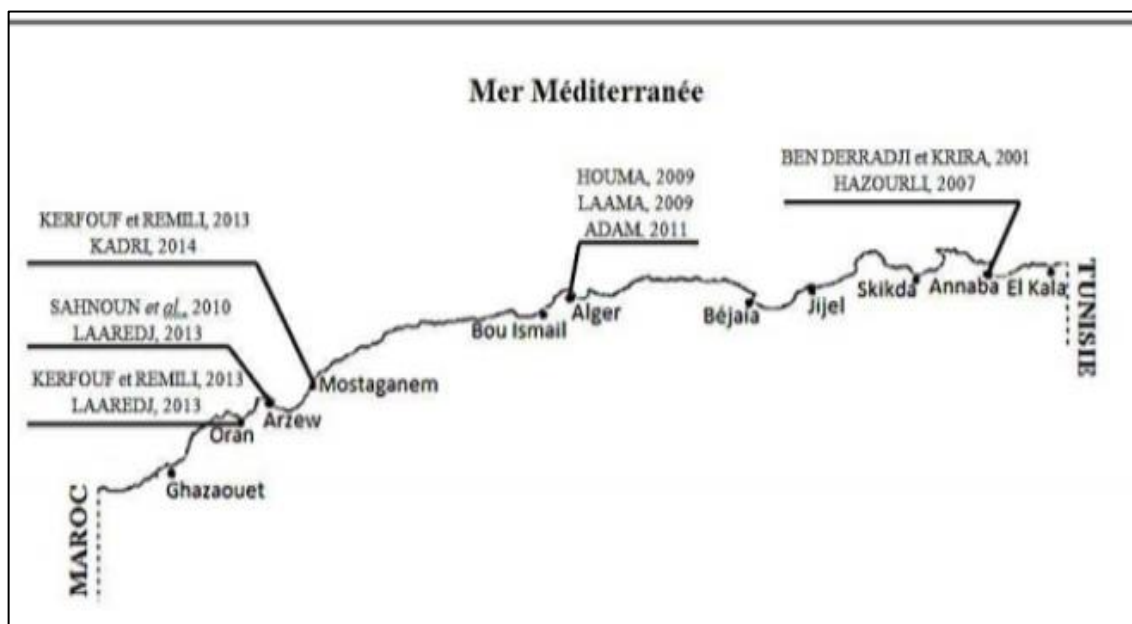 Mer Méditerranée
BEN DERRADJI et KRIRA, 2001
HAZOURLI, 2007
HOUMA, 2009
LAAMA, 2009
ADAM. 2011
KERFOUF et REMILI, 2013
KADRI, 2014
SAHNOUN et al., 2010
LAAREDJ, 2013
KERFOUF et REMILI, 2013
LAAREDJ, 2013
MAROC
Ghazaouet
Oran
Arzew
Mostaganem
Bou Ismail
Alger
Béjaïa
Jijel
Skikda
Annaba
El Kala
TUNISIE